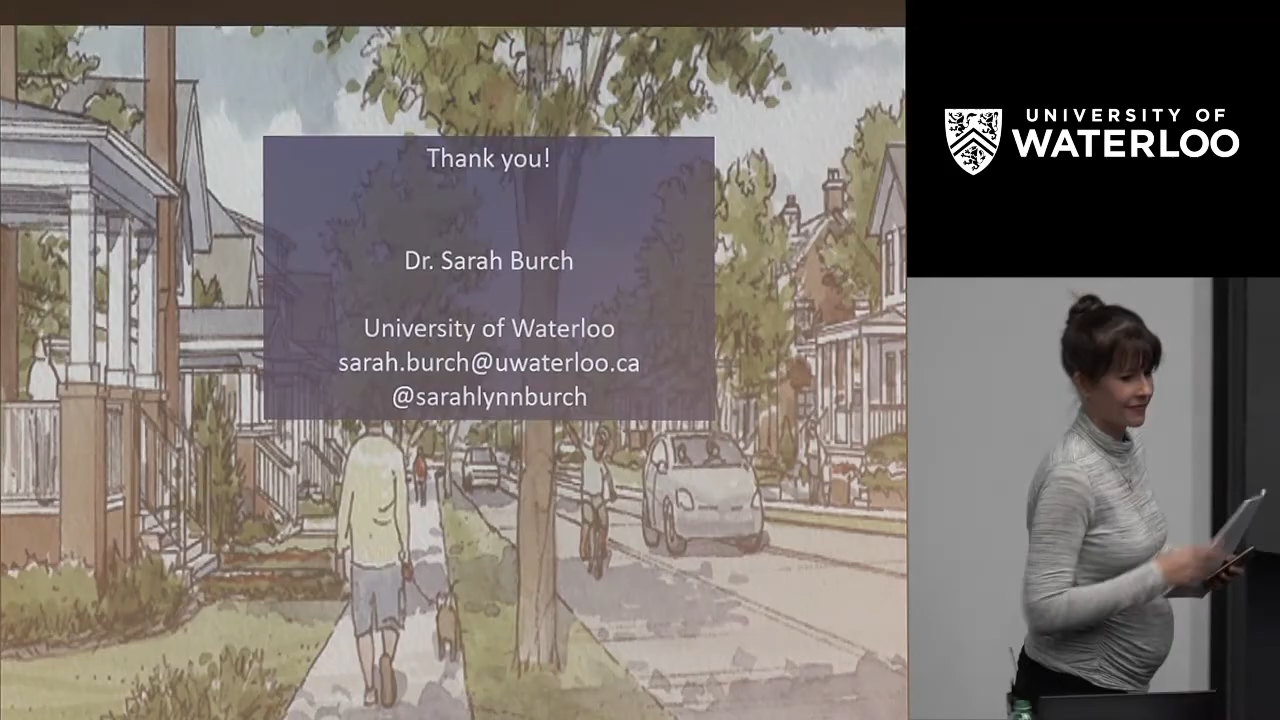 Thank you!
Dr. Sarah Burch
University of Waterloo
sarah.burch@uwaterloo.ca
@sarahlynnburch
UNIVERSITY OF
WATERLOO